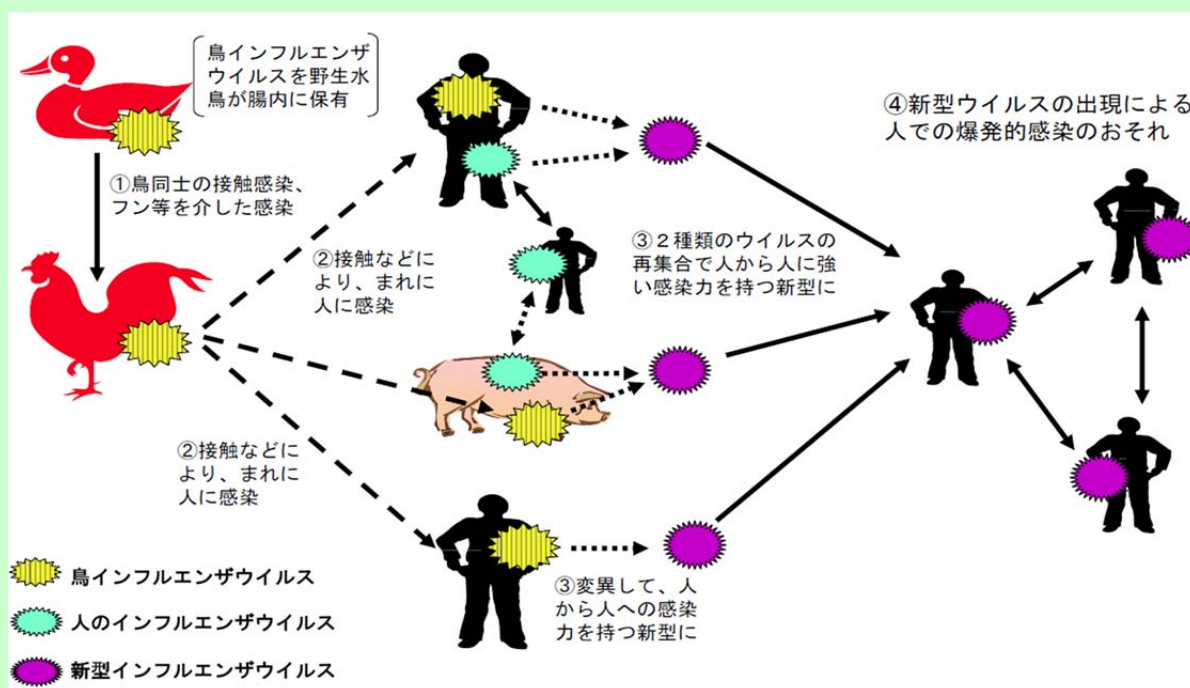 鳥インフルエンザ
ウイルスを野生水
鳥が腸内に保有
①鳥同士の接触感染、
フン等を介した感染
②接触などに
より、まれに
人に感染
③２種類のウイルスの
再集合で人から人に強
い感染力を持つ新型に
④新型ウイルスの出現による
人での爆発的感染のおそれ
②接触などに
より、まれに
人に感染
③変異して、人
から人への感染
力を持つ新型に
鳥インフルエンザウイルス
人のインフルエンザウイルス
新型インフルエンザウイルス